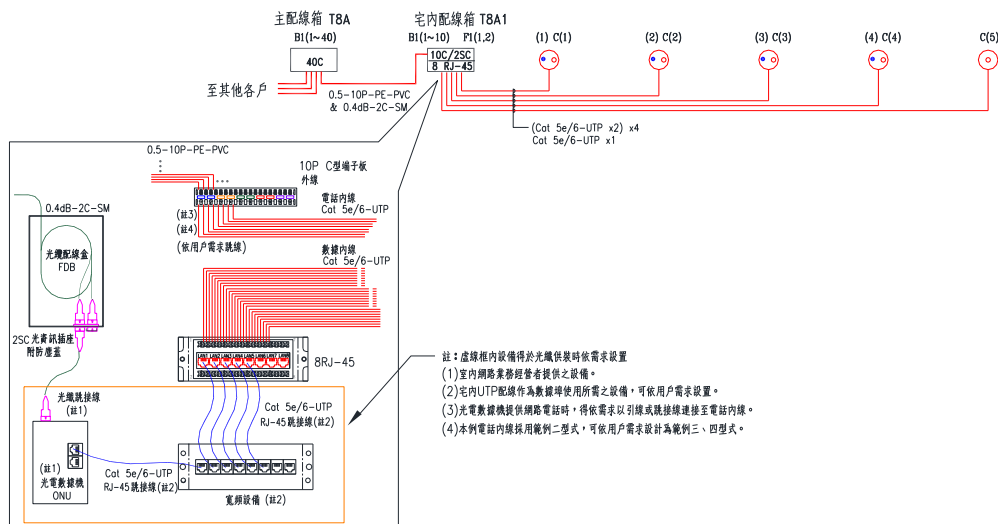 主配線箱 T8A
宅內配線箱 T8A1
B1(1~40)
B1(1~10) F1(1,2)
(1) C(1)
(2) C(2)
(3) C(3)
(4) C(4)
C(5)
40C
10C/2SC
8 RJ-45
至其他各戶
0.5-10P-PE-PVC
& 0.4dB-2C-SM
(Cat 5e/6-UTP x2) x4
Cat 5e/6-UTP x1
0.5-10P-PE-PVC
10P C型端子板
外線
電話內線
Cat 5e/6-UTP
0.4dB-2C-SM
(註3)
(註4)
(依用戶需求跳線)
光纜配線盒
FDB
數據內線
Cat 5e/6-UTP
2SC光資訊插座
附防塵蓋
LAN1 LAN2 LAN3 LAN4 LAN5 LAN6 LAN7 LAN8
8RJ-45
註：虛線框內設備得於光纖供裝時依需求設置
(1)室內網路業務經營者提供之設備。
(2)宅內UTP配線作為數據埠使用所需之設備，可依用戶需求設置。
(3)光電數據機提供網路電話時，得依需求以引線或跳接線連接至電話內線。
(4)本例電話內線採用範例二型式，可依用戶需求設計為範例三、四型式。
光纖跳接線
(註1)
Cat 5e/6-UTP
RJ-45跳接線(註2)
(註1)
光電數據機
ONU
Cat 5e/6-UTP
RJ-45跳接線(註2)
寬頻設備 (註2)